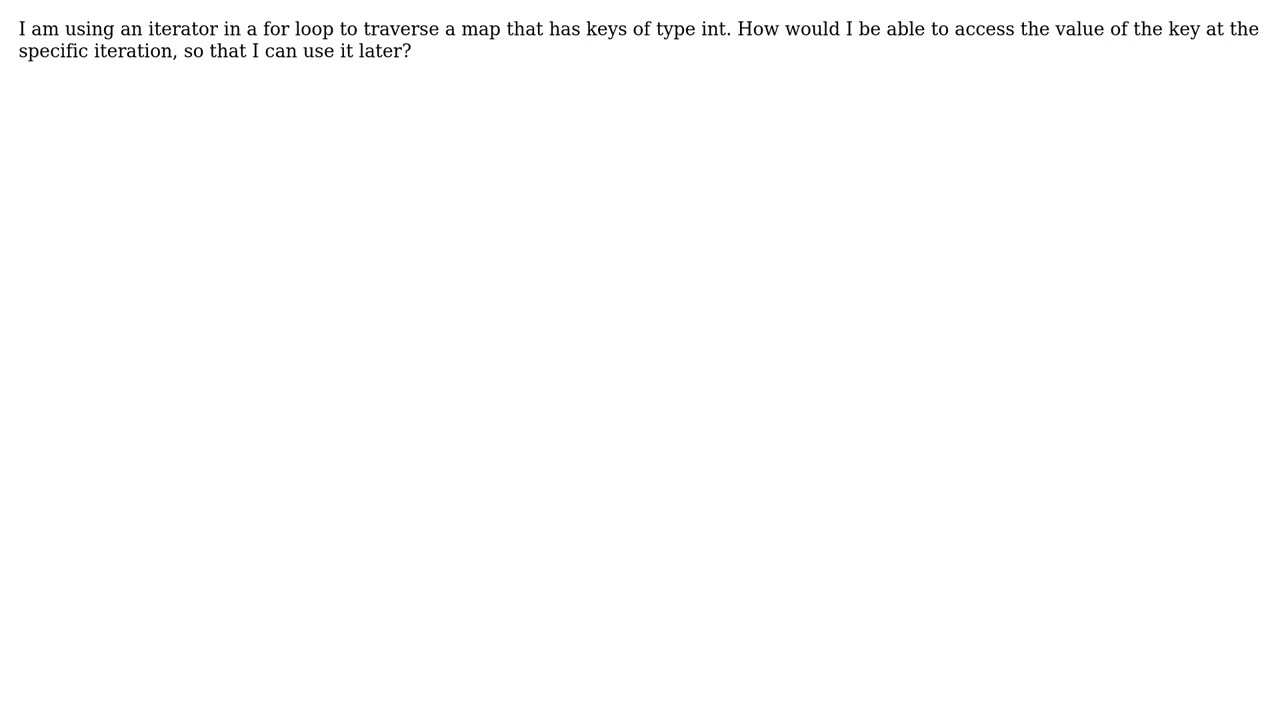 I am using an iterator in a for loop to traverse a map that has keys of type int. How would I be able to access the value of the key at the
specific iteration, so that I can use it later?